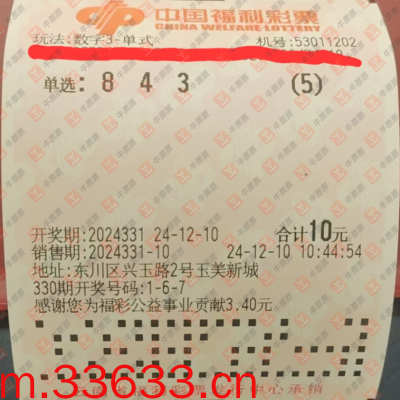 中国福利彩票
CHINA WELFARE LOTTERY
玩法:数字3-单式 机号:53011202
单选:8 4 3 (5)
开奖期:2024331 24-12-10 合计10元
销售期:2024331-10 24-12-10 10:44:54
地址:东川区兴玉路2号玉美新城
330期开奖号码:1-6-7
感谢您为福彩公益事业贡献3.40元
m.33633.cn